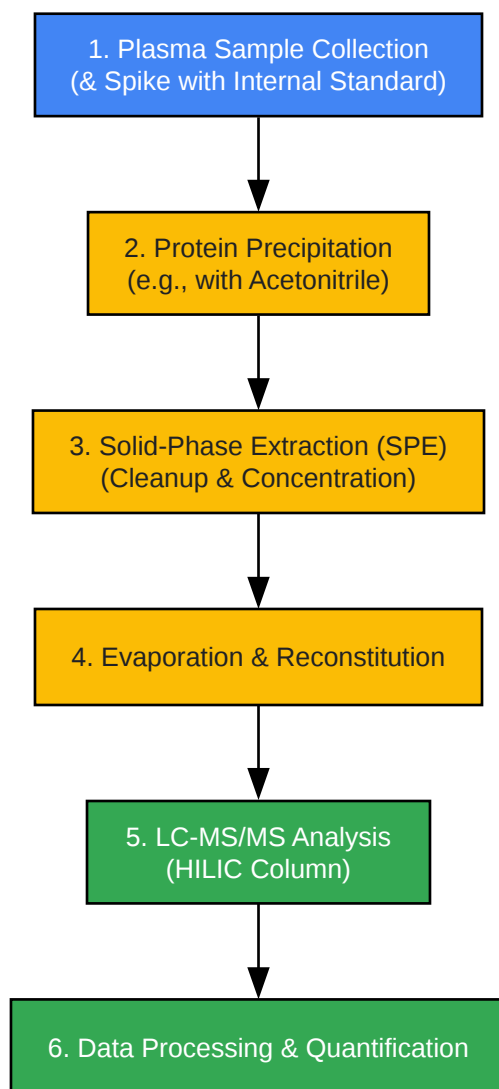 1. Plasma Sample Collection
(& Spike with Internal Standard)
2. Protein Precipitation
(e.g., with Acetonitrile)
3. Solid-Phase Extraction (SPE)
(Cleanup & Concentration)
4. Evaporation & Reconstitution
5. LC-MS/MS Analysis
(HILIC Column)
6. Data Processing & Quantification